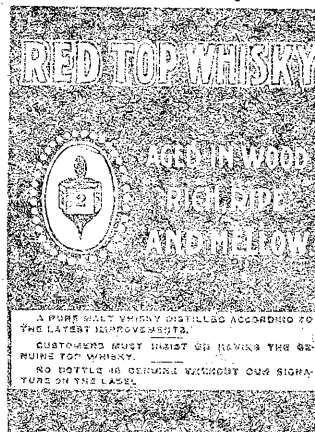 RED TOP WHISKY
2
AGED IN WOOD
RICH, RIPE
AND MELLOW
A PURE MALT WHISKY DISTILLED ACCORDING TO
THE LATEST IMPROVEMENTS.
CUSTOMERS MUST INSIST ON HAVING THE GE-
NUINE TOP WHISKY.
NO BOTTLE IS GENUINE WITHOUT OUR SIGNA-
TURE ON THE LABEL